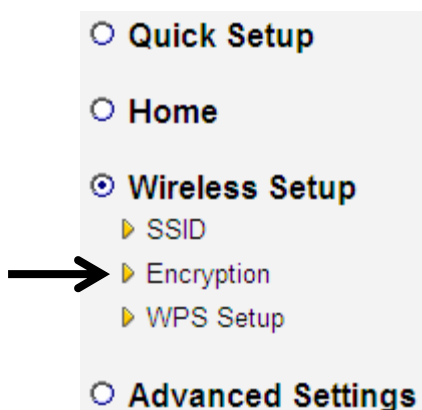 Quick Setup
Home
Wireless Setup
SSID
Encryption
WPS Setup
Advanced Settings